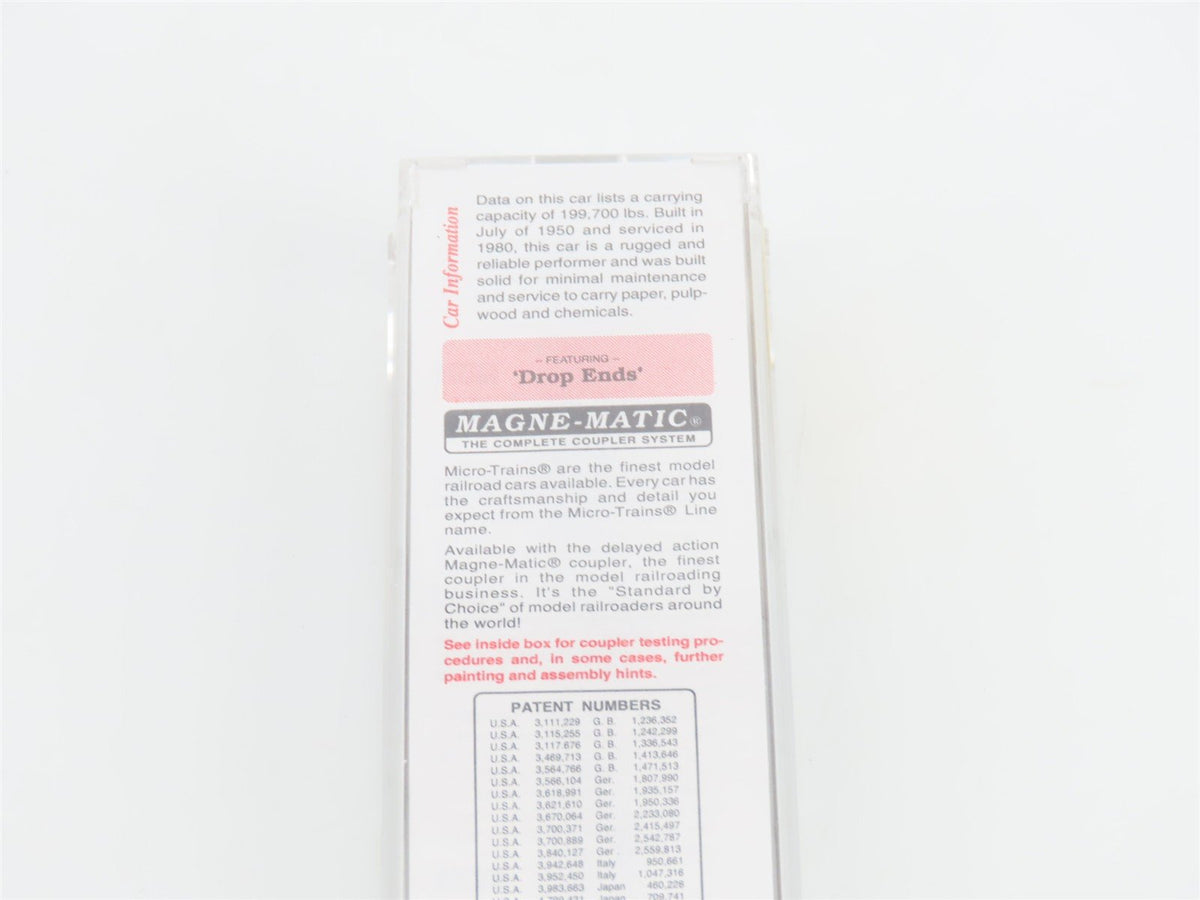 Car Information
Data on this car lists a carrying
capacity of 199,700 lbs. Built in
July of 1950 and serviced in
1980, this car is a rugged and
reliable performer and was built
solid for minimal maintenance
and service to carry paper, pulp-
wood and chemicals.
– FEATURING –
'Drop Ends'
MAGNE-MATIC®
THE COMPLETE COUPLER SYSTEM
Micro-Trains® are the finest model
railroad cars available. Every car has
the craftsmanship and detail you
expect from the Micro-Trains® Line
name.
Available with the delayed action
Magne-Matic® coupler, the finest
coupler in the model railroading
business. It's the "Standard by
Choice" of model railroaders around
the world!
See inside box for coupler testing pro-
cedures and, in some cases, further
painting and assembly hints.
PATENT NUMBERS
U.S.A. 3,111,229 G. B. 1,236,352
U.S.A. 3,115,255 G. B. 1,242,299
U.S.A. 3,117,676 G. B. 1,336,543
U.S.A. 3,469,713 G. B. 1,413,646
U.S.A. 3,564,766 G. B. 1,471,513
U.S.A. 3,566,104 Ger. 1,807,990
U.S.A. 3,618,991 Ger. 1,935,157
U.S.A. 3,621,610 Ger. 1,950,336
U.S.A. 3,670,064 Ger. 2,233,080
U.S.A. 3,700,371 Ger. 2,415,497
U.S.A. 3,700,889 Ger. 2,542,787
U.S.A. 3,840,127 Ger. 2,559,813
U.S.A. 3,942,648 Italy 950,661
U.S.A. 3,952,450 Italy 1,047,316
U.S.A. 3,983,663 Japan 460,226
U.S.A. Japan 709,741